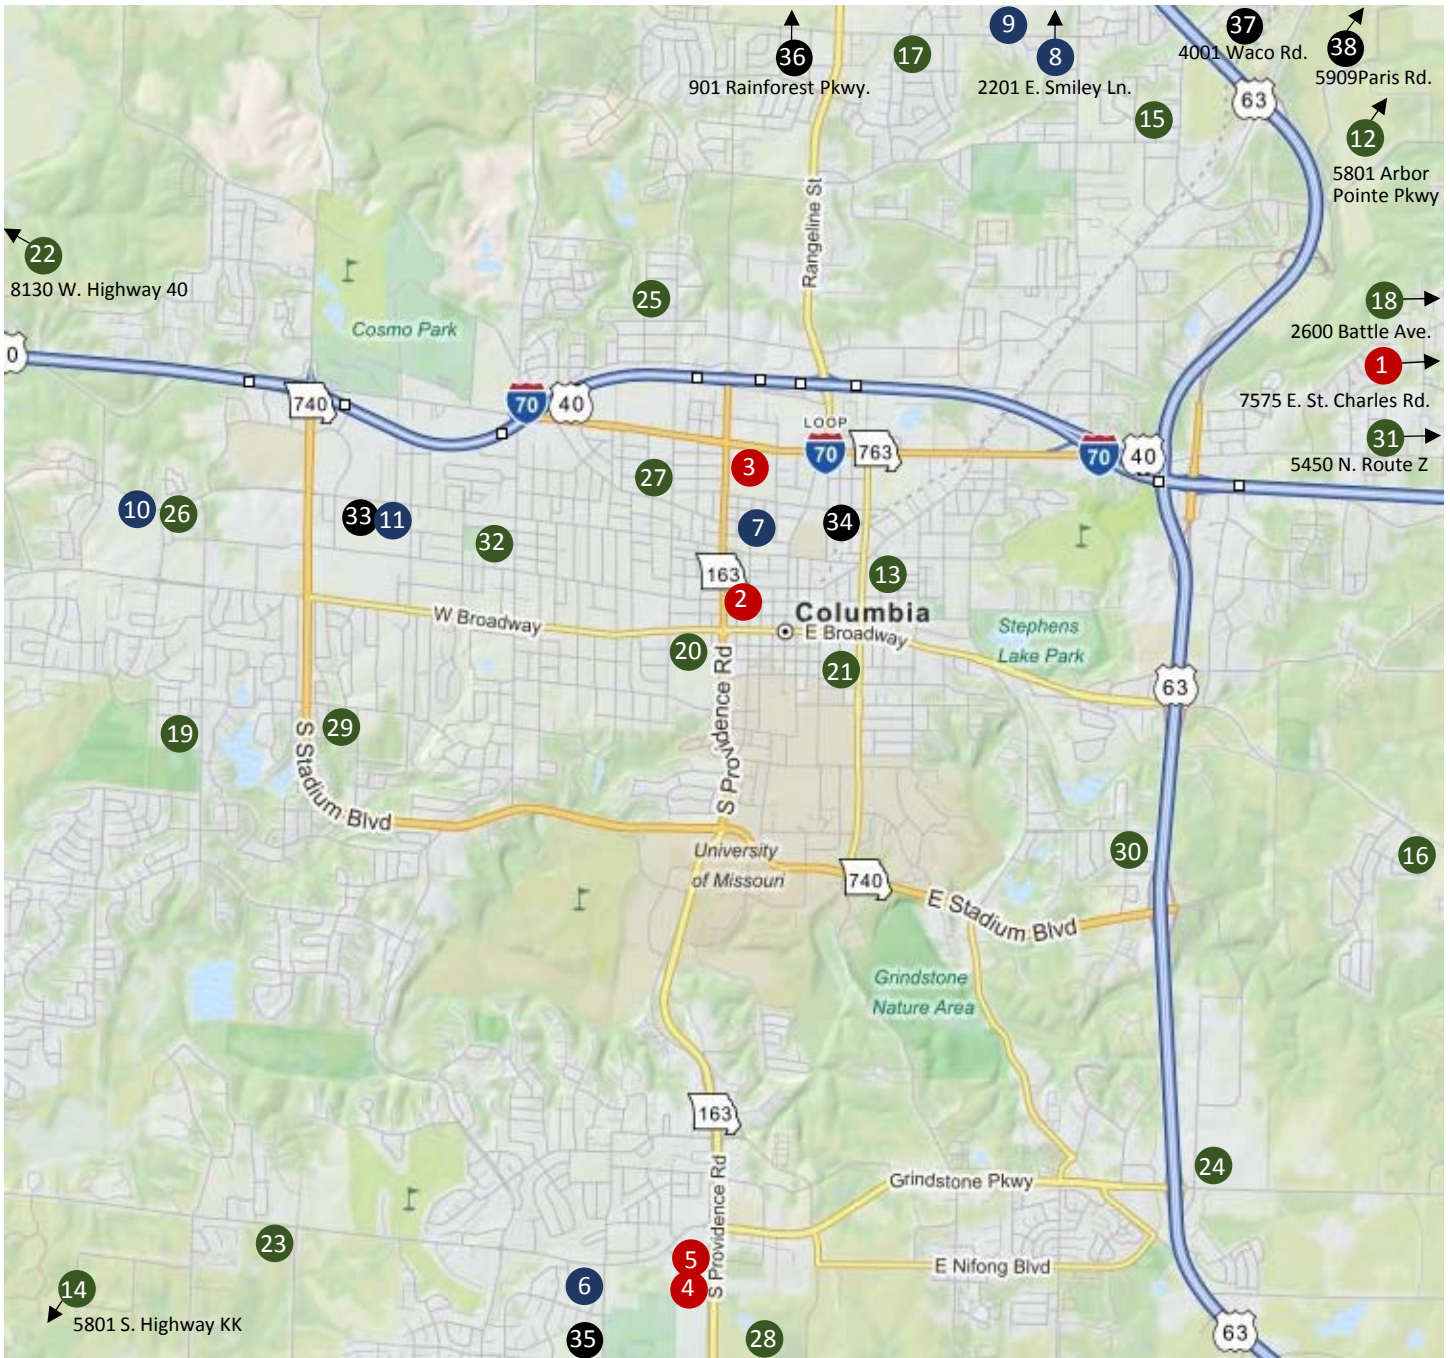 9
37
36
8
38
17
4001 Waco Rd.
5909Paris Rd.
901 Rainforest Pkwy.
2201 E. Smiley Ln.
63
15
12
5801 Arbor
Pointe Pkwy
Rangeline St
22
8130 W. Highway 40
25
18
Cosmo Park
2600 Battle Ave.
0
1
7575 E. St. Charles Rd.
740
70
40
LOOP
70
763
70
40
31
5450 N. Route Z
3
27
10
26
33
11
7
34
32
163
13
2
Columbia
W Broadway
E Broadway
Stephens
Lake Park
20
21
63
S Providence Rd
19
29
S Stadium Blvd
University
of Missouri
30
16
740
E Stadium Blvd
Grindstone
Nature Area
163
24
Grindstone Pkwy
S Providence Rd
23
5
E Nifong Blvd
14
6
4
5801 S. Highway KK
35
28
63